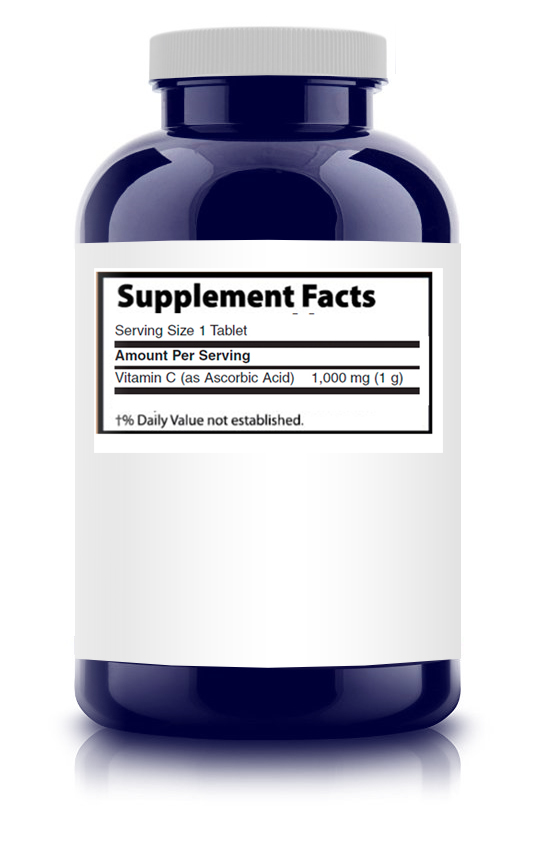 Supplement Facts
Serving Size 1 Tablet
Amount Per Serving
Vitamin C (as Ascorbic Acid) 1,000 mg (1 g)
†% Daily Value not established.